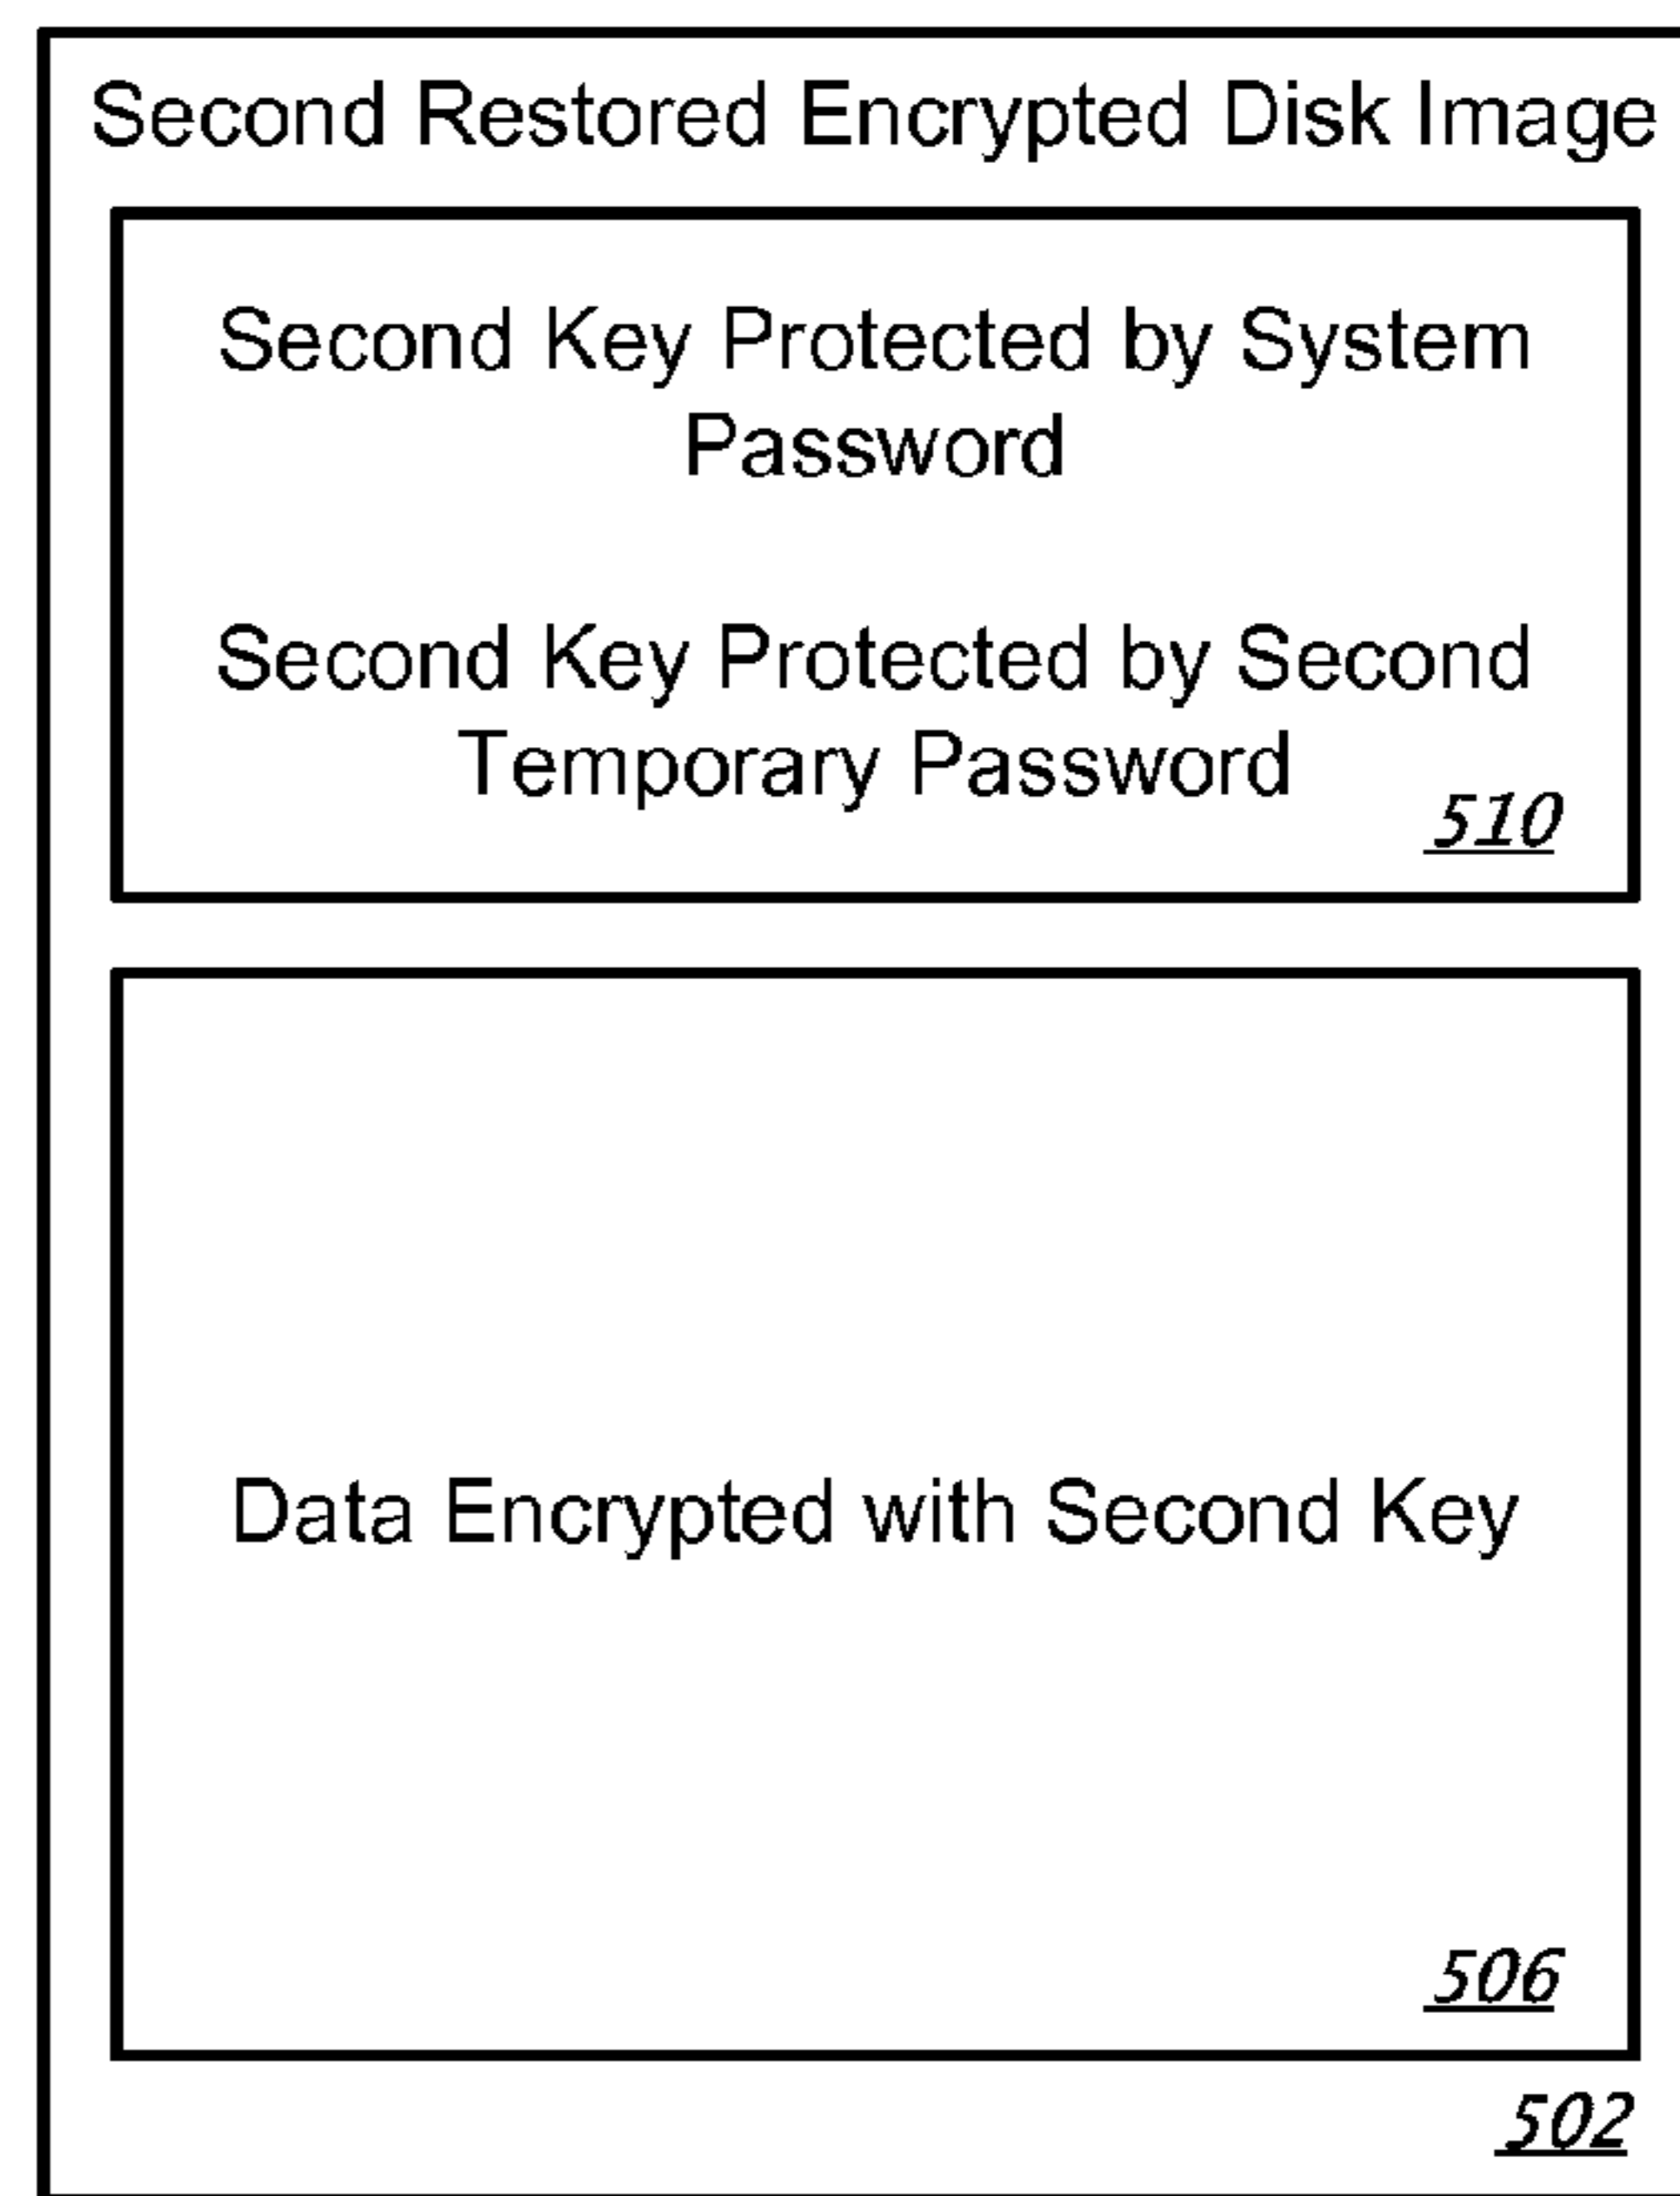 Second Restored Encrypted Disk Image
Second Key Protected by System
Password
Second Key Protected by Second
Temporary Password
510
Data Encrypted with Second Key
506
502